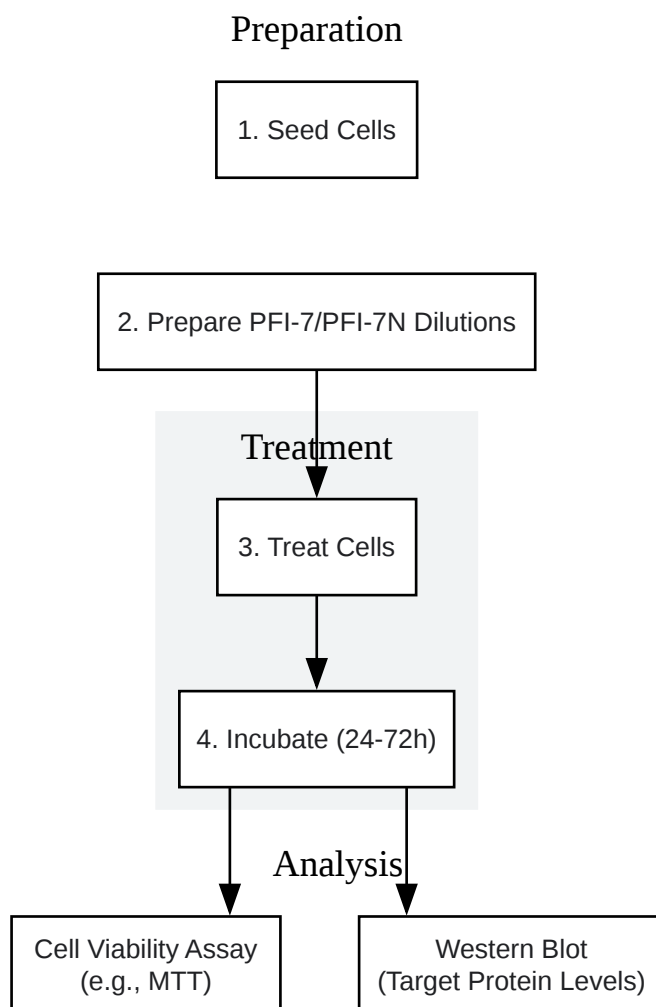 Preparation
1. Seed Cells
2. Prepare PFI-7/PFI-7N Dilutions
Treatment
3. Treat Cells
4. Incubate (24-72h)
Analysis
Cell Viability Assay
(e.g., MTT)
Western Blot
(Target Protein Levels)